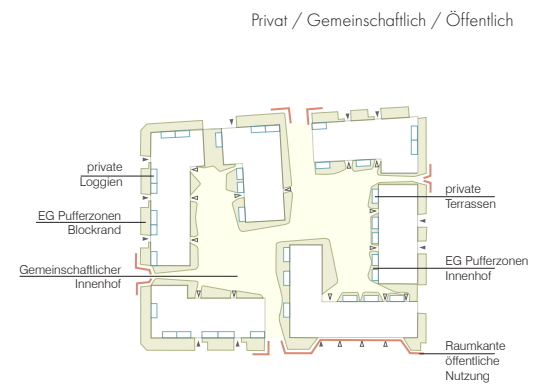 Privat / Gemeinschaftlich / Öffentlich
private
Loggien
EG Pufferzonen
Blockrand
Gemeinschaftlicher
Innenhof
private
Terrassen
EG Pufferzonen
Innenhof
Raumkante
öffentliche
Nutzung